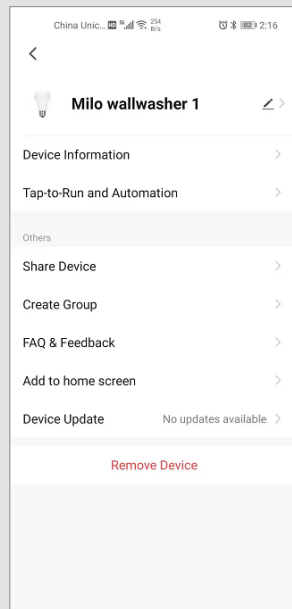 China Unic... HD 254 B/s 2:16
Milo wallwasher 1
Device Information
Tap-to-Run and Automation
Others
Share Device
Create Group
FAQ & Feedback
Add to home screen
Device Update No updates available
Remove Device